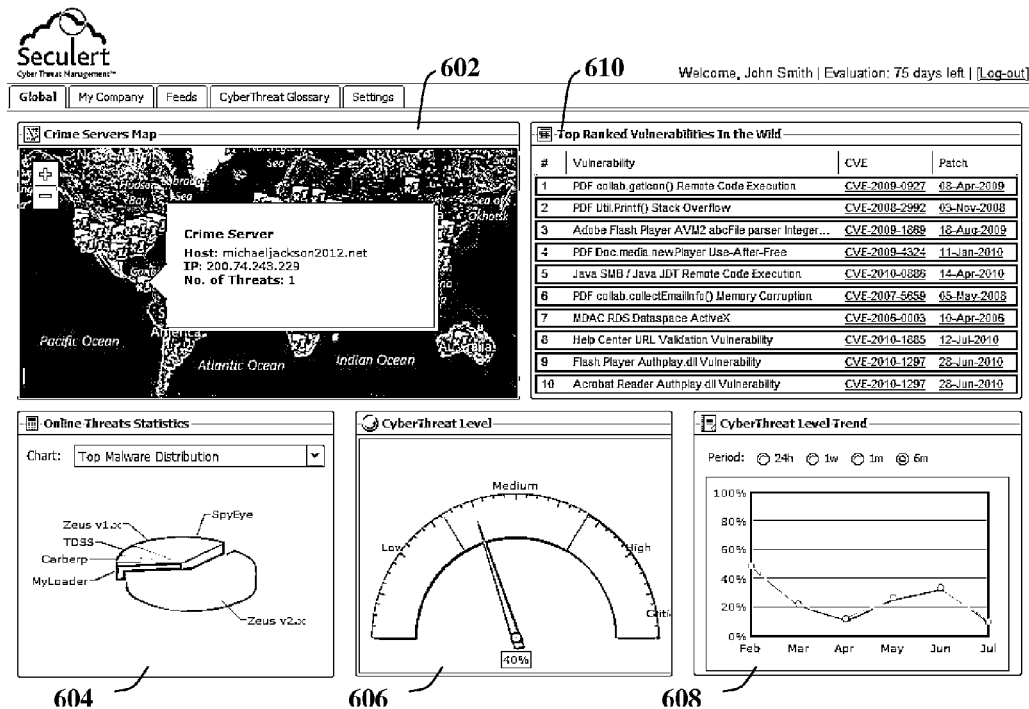 Seculert
Cyber Threat Management™
602
610
Welcome, John Smith | Evaluation: 75 days left | [Log-out]
Global My Company Feeds CyberThreat Glossary Settings
Crime Servers Map
Hudson Bay
Sea
Sea of Okhotsk
Crime Server
Host: michaeljackson2012.net
IP: 200.74.243.229
No. of Threats: 1
America
Pacific Ocean
Atlantic Ocean
Indian Ocean
Australia
Top Ranked Vulnerabilities In the Wild
# Vulnerability CVE Patch
1 PDF collab.getIcon() Remote Code Execution CVE-2009-0927 08-Apr-2009
2 PDF Util.Printf() Stack Overflow CVE-2008-2992 03-Nov-2008
3 Adobe Flash Player AVM2 abcFile parser Integer... CVE-2009-1869 18-Aug-2009
4 PDF Doc.media.newPlayer Use-After-Free CVE-2009-4324 11-Jan-2010
5 Java SMB / Java JDT Remote Code Execution CVE-2010-0886 14-Apr-2010
6 PDF collab.collectEmailInfo() Memory Corruption CVE-2007-5659 05-May-2008
7 MDAC RDS Dataspace ActiveX CVE-2006-0003 10-Apr-2006
8 Help Center URL Validation Vulnerability CVE-2010-1885 12-Jul-2010
9 Flash Player Authplay.dll Vulnerability CVE-2010-1297 28-Jun-2010
10 Acrobat Reader Authplay.dll Vulnerability CVE-2010-1297 28-Jun-2010
Online Threats Statistics
Chart: Top Malware Distribution
SpyEye
Zeus v1.x
TDSS
Carberp
MyLoader
Zeus v2.x
CyberThreat Level
Medium
Low
High
Criti
40%
CyberThreat Level Trend
Period: 24h 1w 1m 6m
100%
80%
60%
40%
20%
0%
Feb Mar Apr May Jun Jul
604
606
608